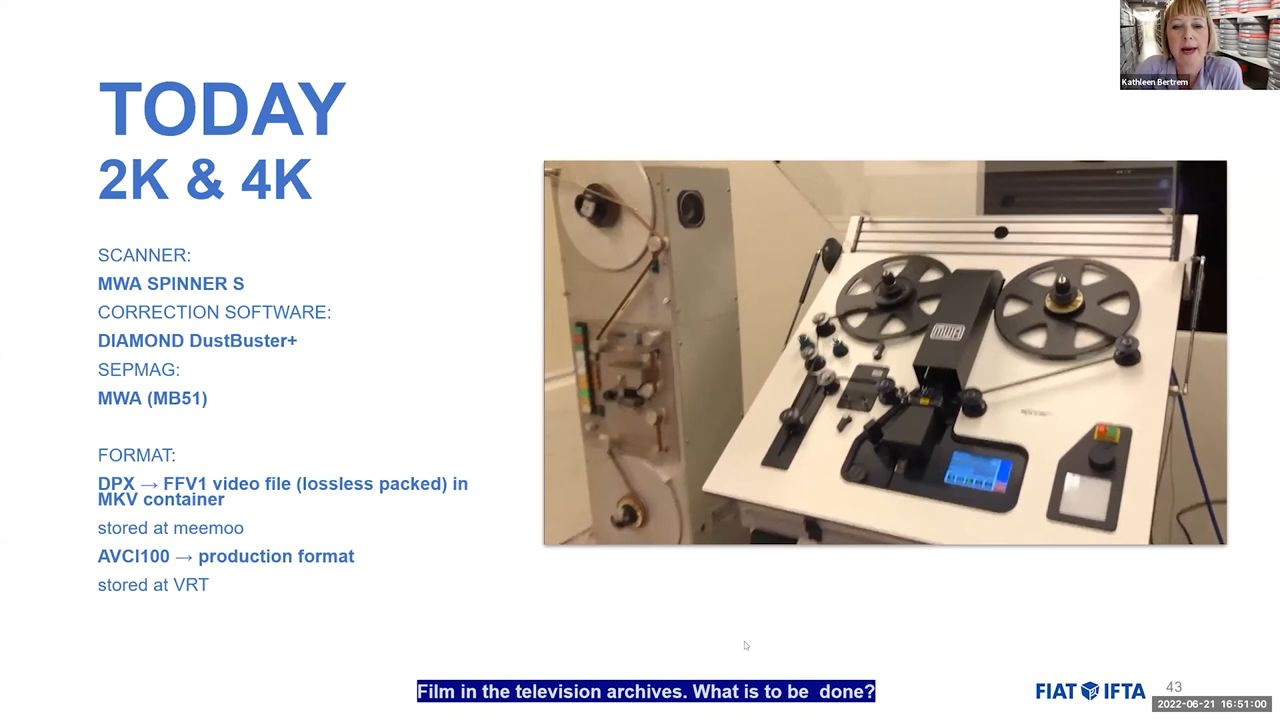 Kathleen Bertrem
TODAY
2K & 4K
SCANNER:
MWA SPINNER S
CORRECTION SOFTWARE:
DIAMOND DustBuster+
SEPMAG:
MWA (MB51)
FORMAT:
DPX → FFV1 video file (lossless packed) in
MKV container
stored at meemoo
AVCI100 → production format
stored at VRT
MWA
Film in the television archives. What is to be  done?
FIAT IFTA
43
2022-06-21 16:51:00